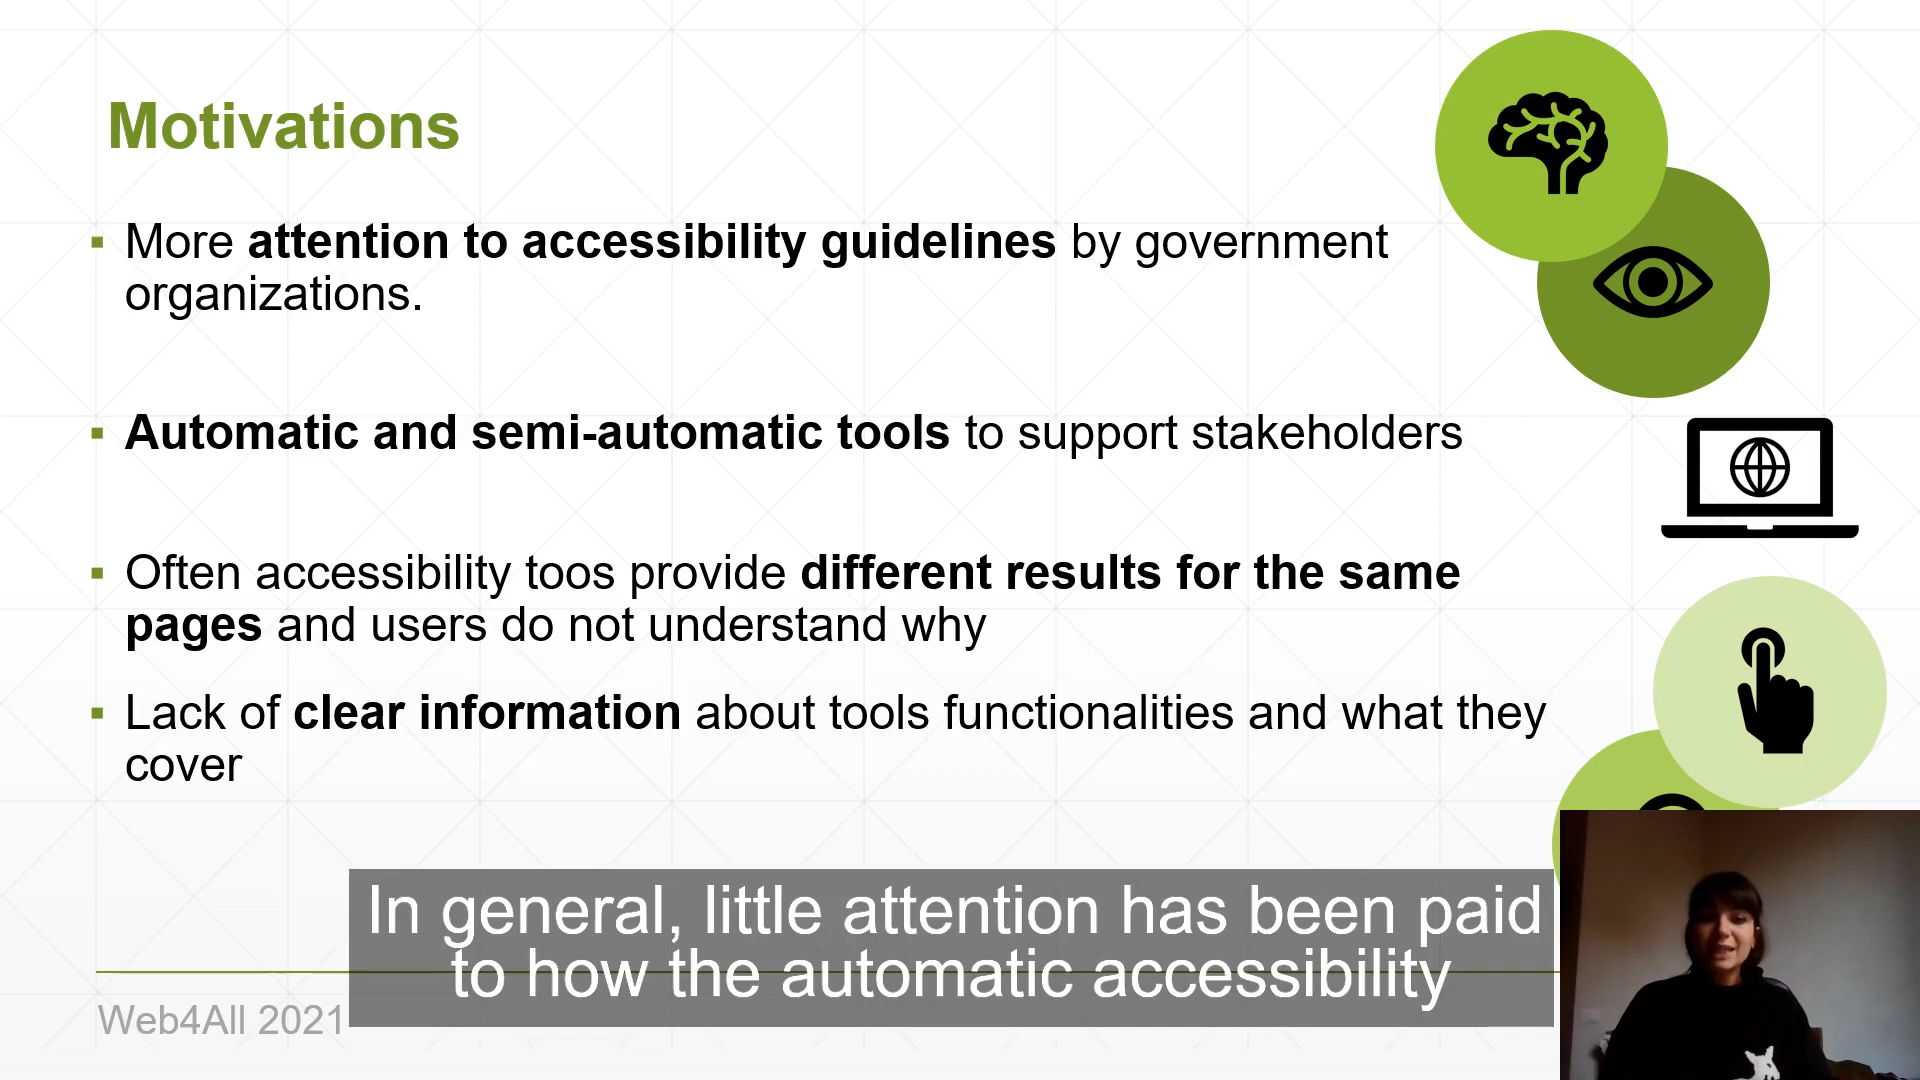 Motivations
▪ More attention to accessibility guidelines by government
organizations.
▪ Automatic and semi-automatic tools to support stakeholders
▪ Often accessibility toos provide different results for the same
pages and users do not understand why
▪ Lack of clear information about tools functionalities and what they
cover
In general, little attention has been paid
to how the automatic accessibility
Web4All 2021